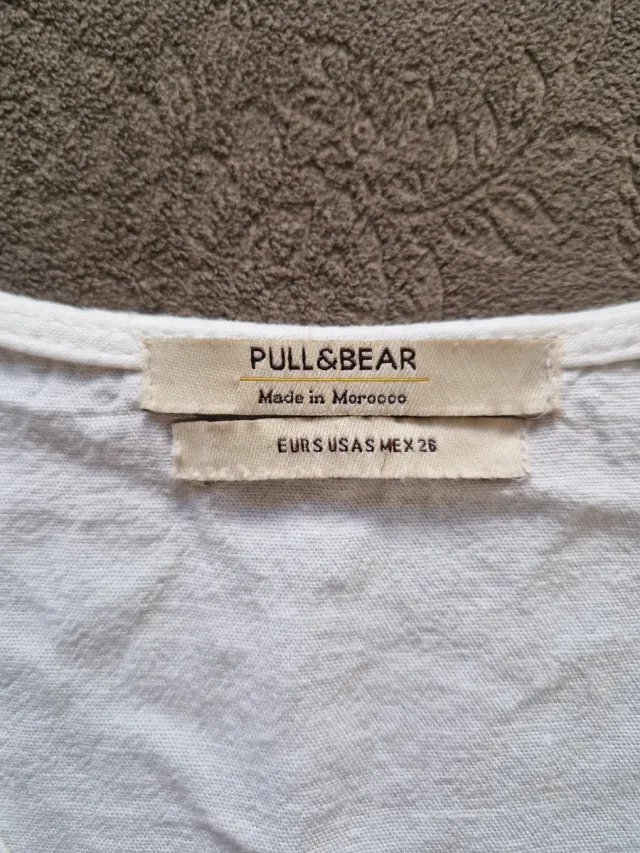 PULL&BEAR
Made in Morocco
EUR S USA S MEX 26